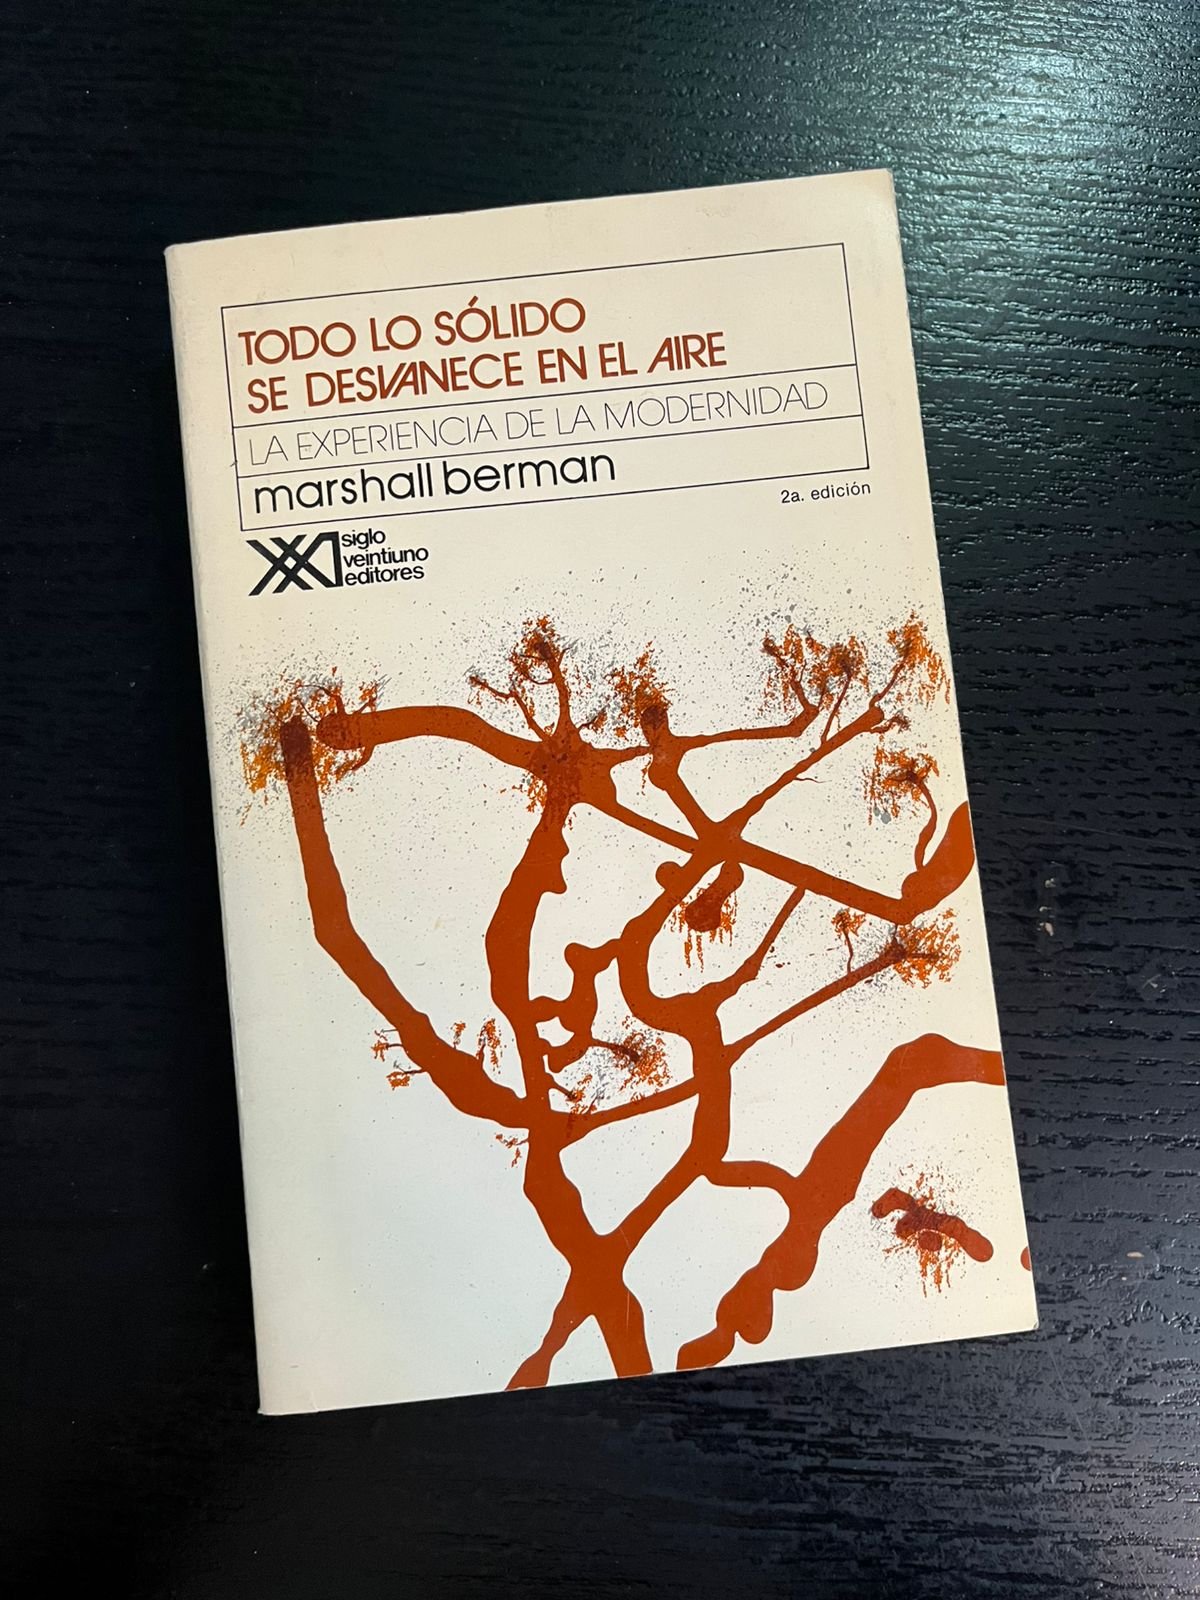 TODO LO SÓLIDO
SE DESVANECE EN EL AIRE
LA EXPERIENCIA DE LA MODERNIDAD
marshall berman
2a. edición
XXI
siglo
veintiuno
editores